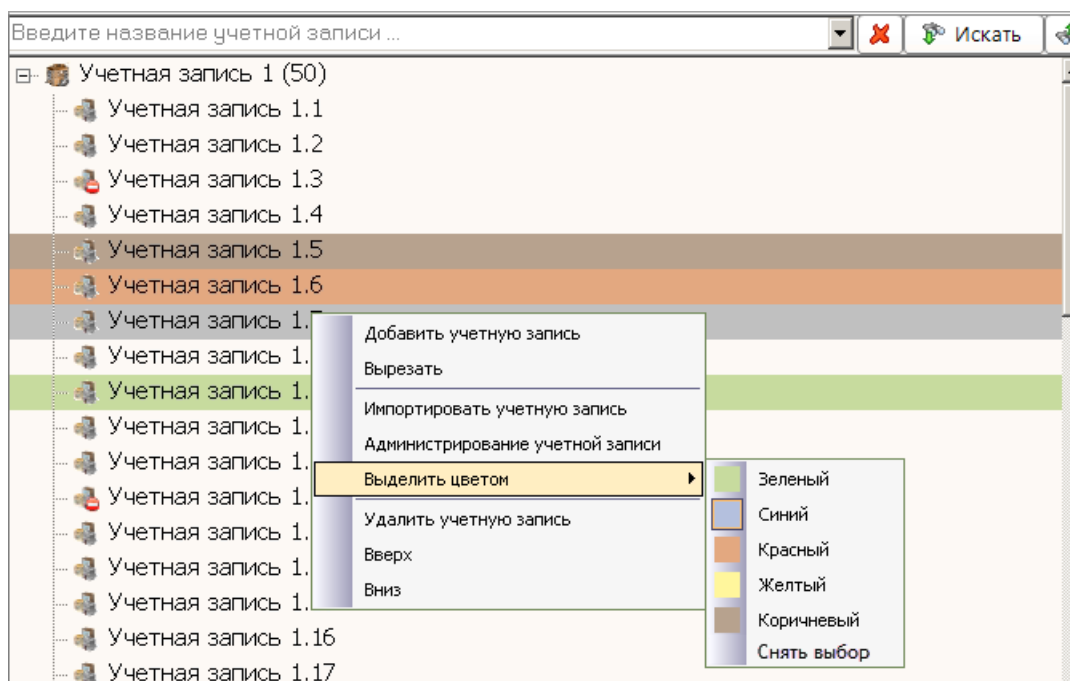 Введите название учетной записи ...
Искать
Учетная запись 1 (50)
Учетная запись 1.1
Учетная запись 1.2
Учетная запись 1.3
Учетная запись 1.4
Учетная запись 1.5
Учетная запись 1.6
Учетная запись 1.
Учетная запись 1.
Учетная запись 1.
Учетная запись 1.
Учетная запись 1.
Учетная запись 1.
Учетная запись 1.
Учетная запись 1.
Учетная запись 1.
Учетная запись 1.16
Учетная запись 1.17
Добавить учетную запись
Вырезать
Импортировать учетную запись
Администрирование учетной записи
Выделить цветом
Удалить учетную запись
Вверх
Вниз
Зеленый
Синий
Красный
Желтый
Коричневый
Снять выбор